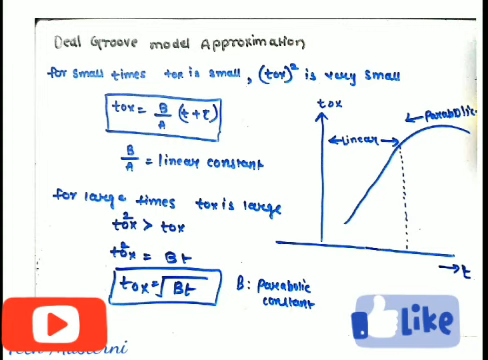 Deal Groove model Approximation
for small times tox is small, (tox)² is very small
tox = B/A (t+τ)
B/A = linear constant
for large times tox is large
tox² > tox
tox² = Bt
tox = √Bt
B: Parabolic constant
tox
←Linear→
← Parabolic
→ t
Like